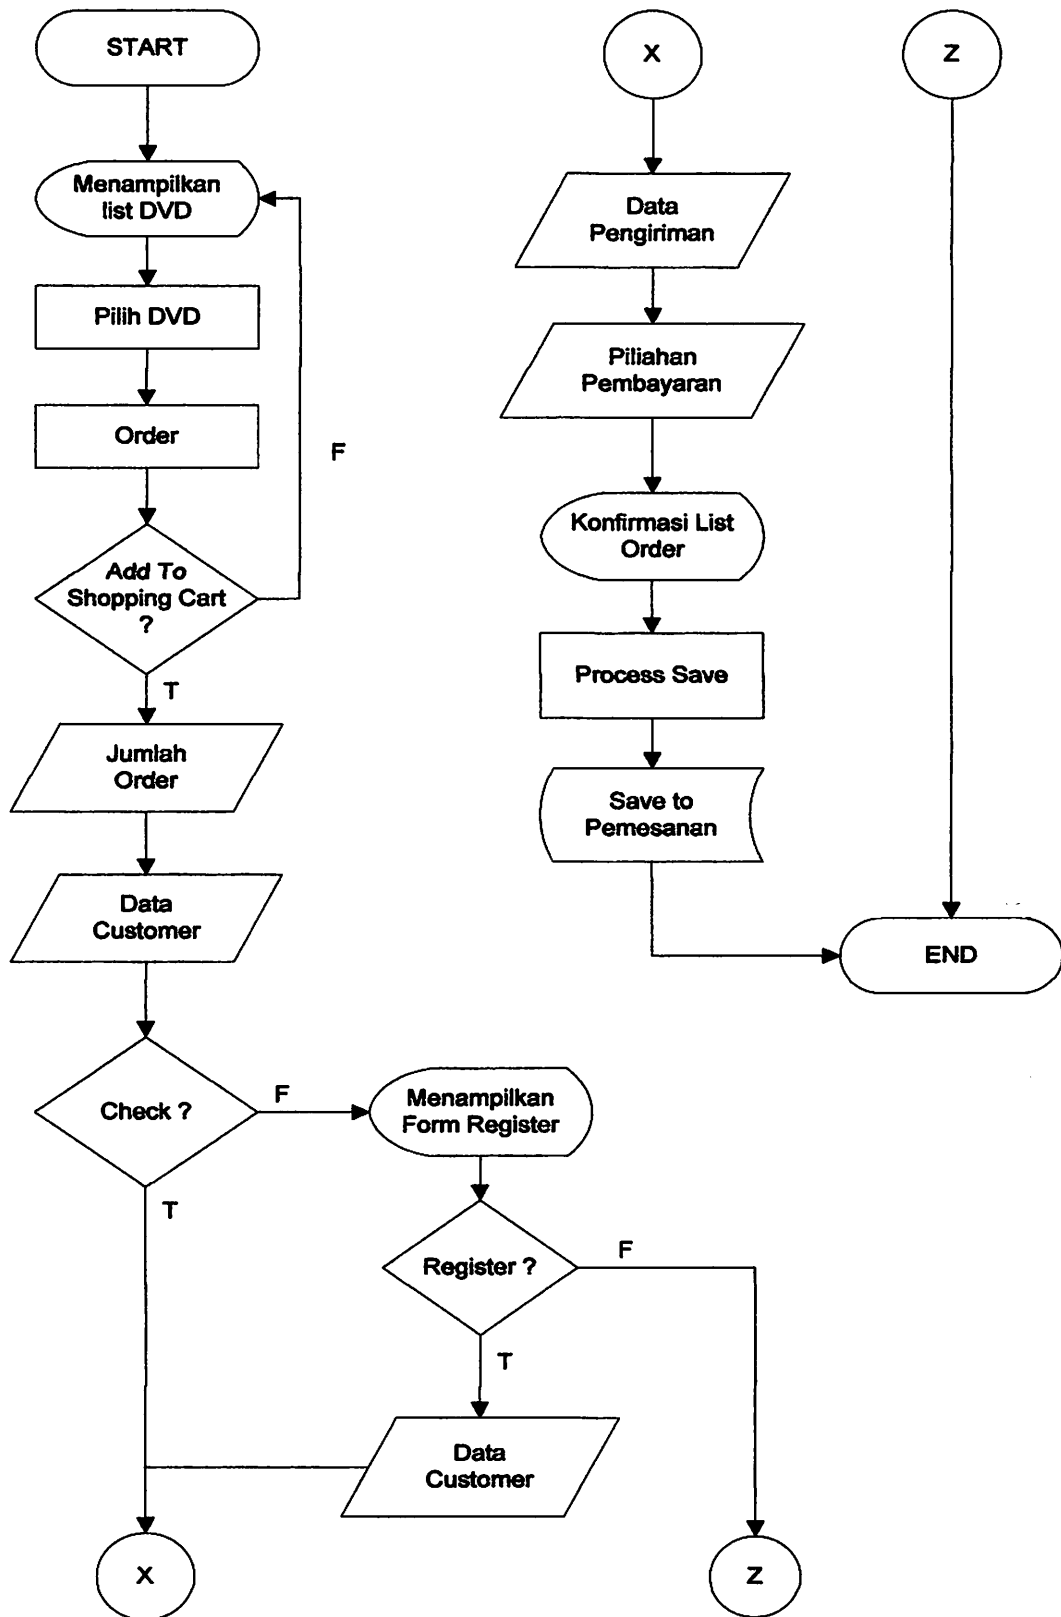 START
Menampilkan
list DVD
Pilih DVD
Order
F
Add To
Shopping Cart
?
T
Jumlah
Order
Data
Customer
Check ?
F
T
Menampilkan
Form Register
Register ?
F
T
Data
Customer
X
Z
X
Data
Pengiriman
Piliahan
Pembayaran
Konfirmasi List
Order
Process Save
Save to
Pemesanan
Z
END